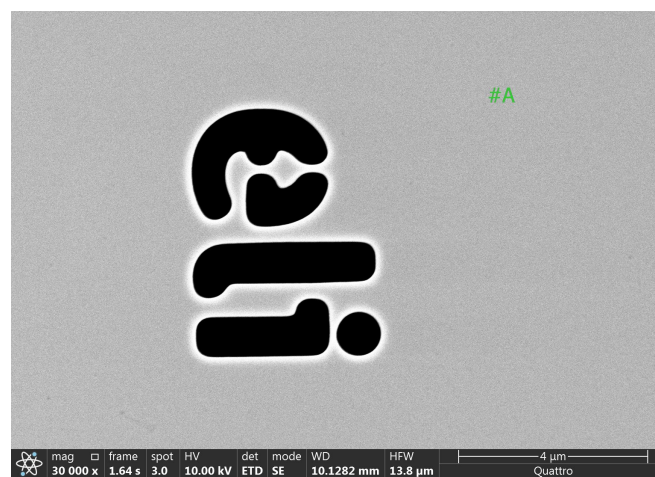 #A
eli
mag □ frame spot HV det mode WD HFW 4 µm
30 000 x 1.64 s 3.0 10.00 kV ETD SE 10.1282 mm 13.8 µm Quattro